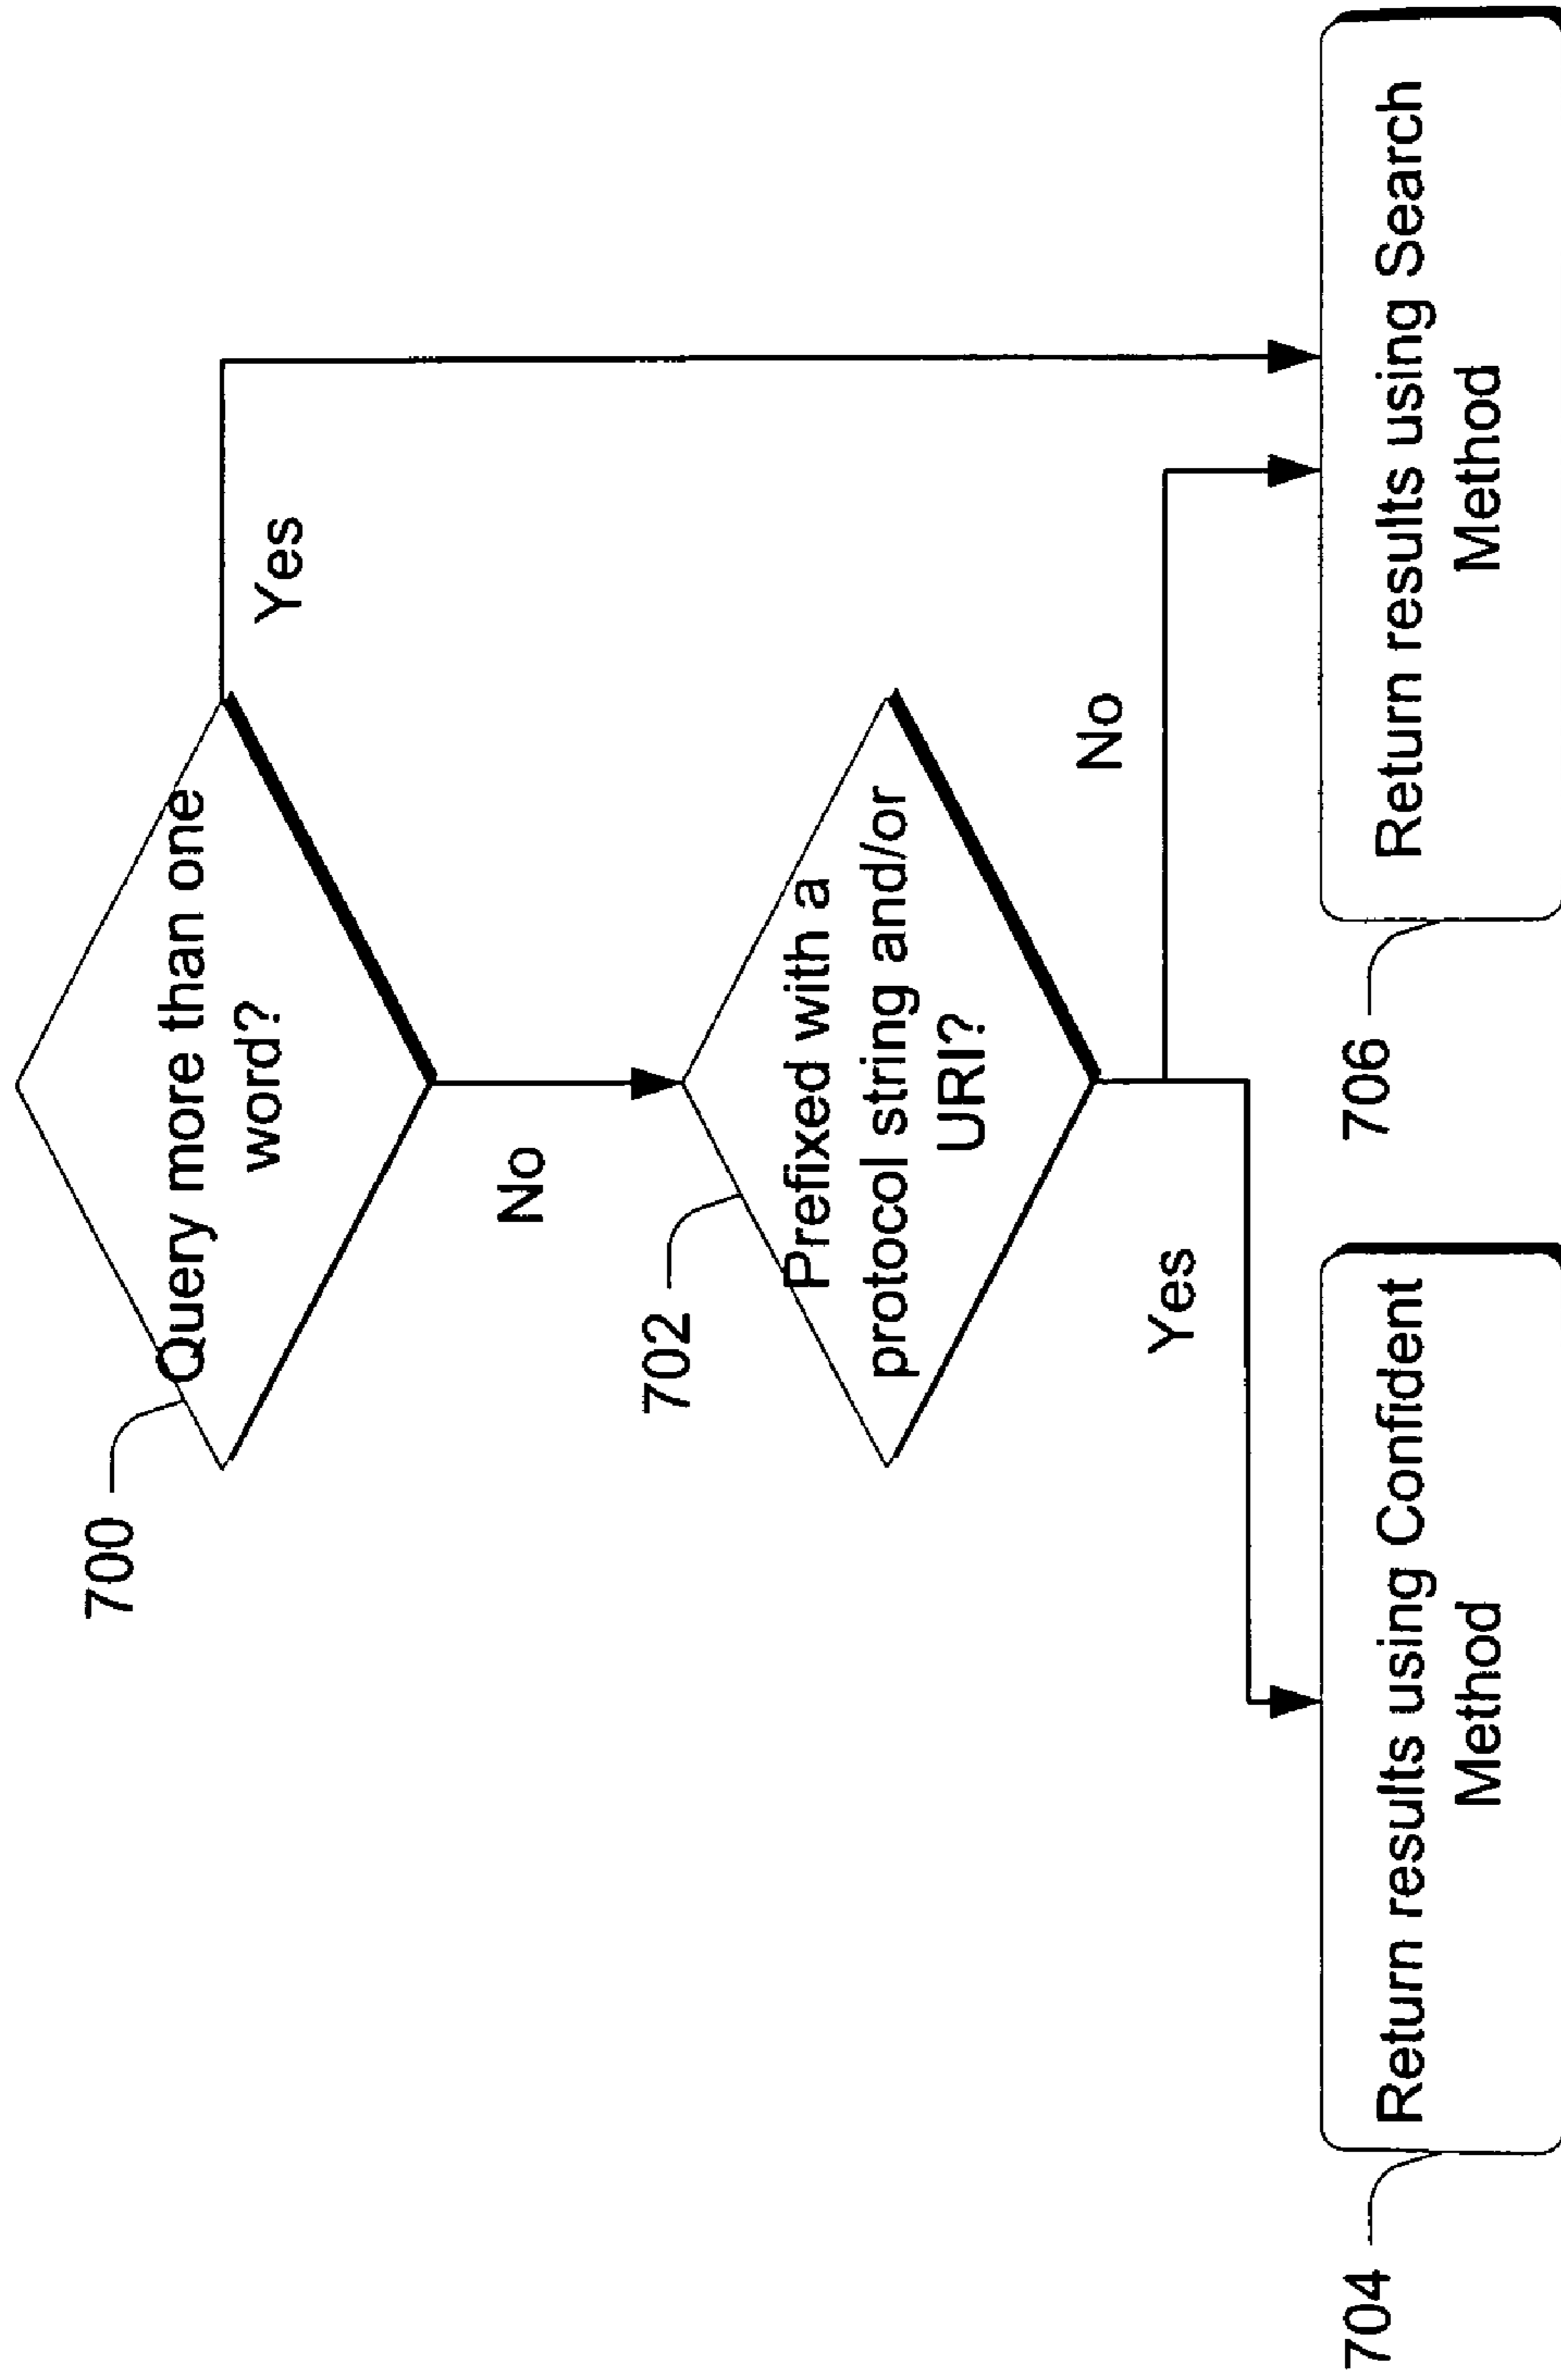 700
Query more than one
word?
Yes
No
702
Prefixed with a
protocol string and/or
URI?
No
Yes
704
Return results using Confident
Method
706
Return results using Search
Method